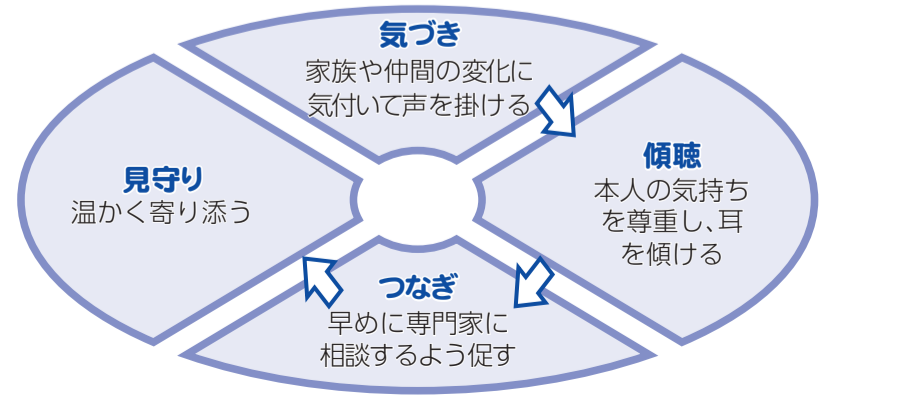 気づき
家族や仲間の変化に
気付いて声を掛ける
傾聴
本人の気持ち
を尊重し、耳
を傾ける
つなぎ
早めに専門家に
相談するよう促す
見守り
温かく寄り添う